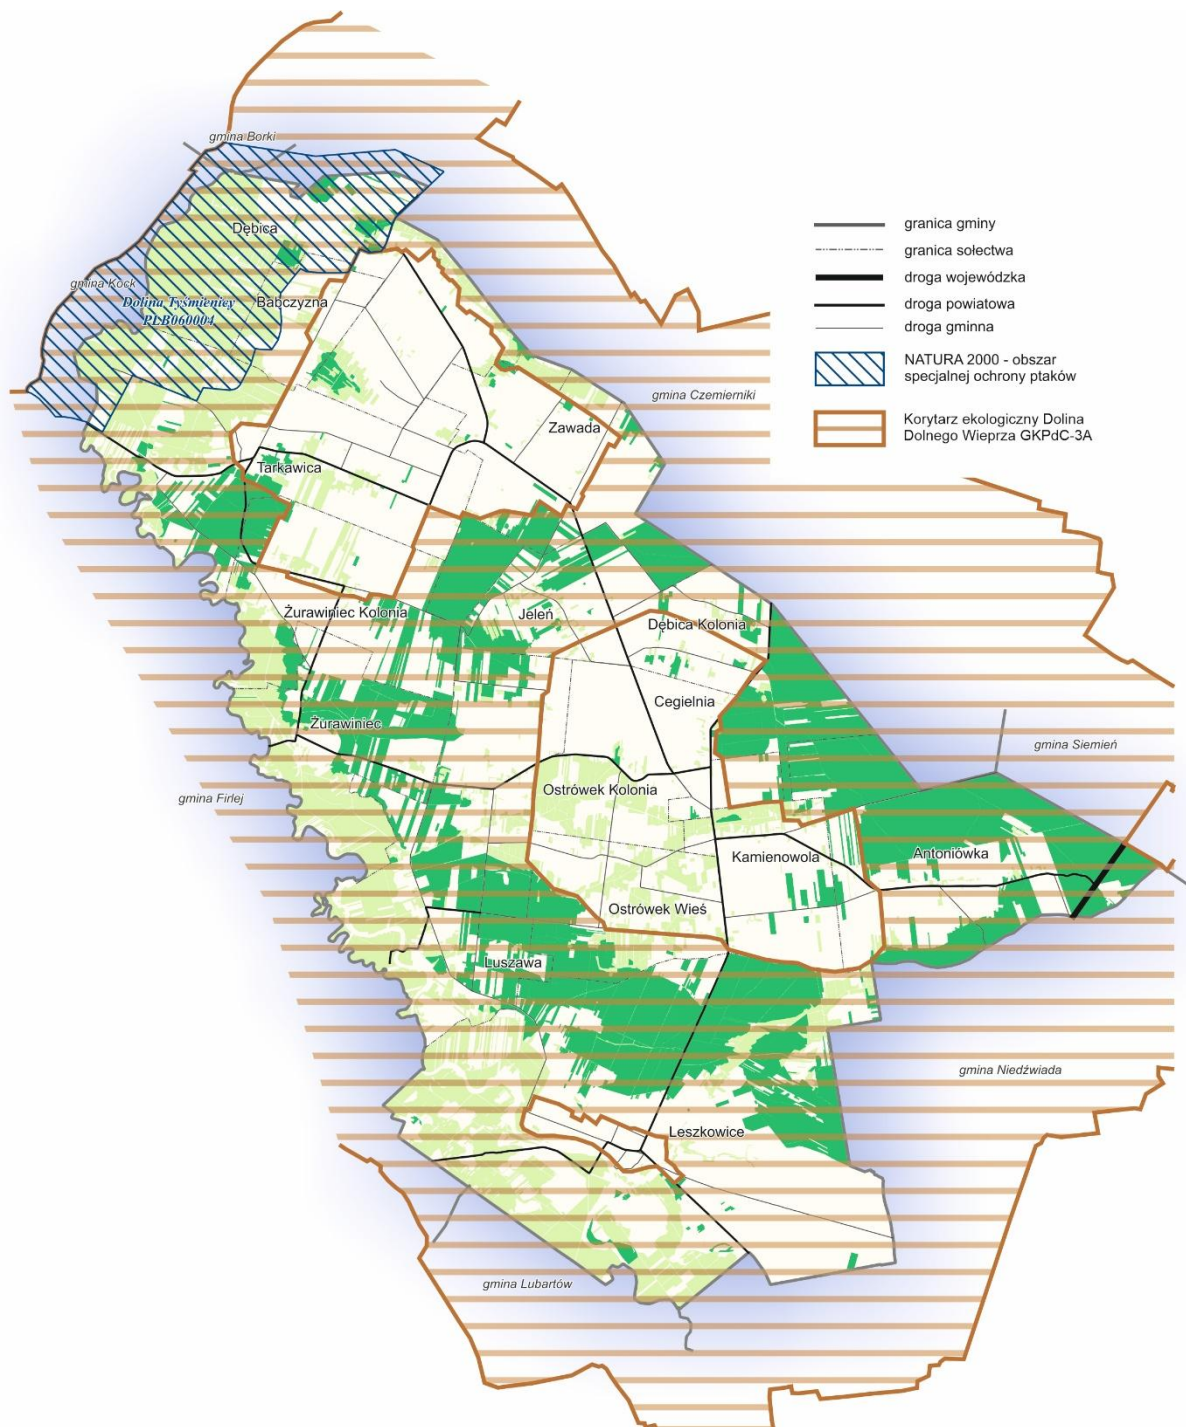 gmina Borki
Dębica
gmina Kock
Dolina Tyśmienicy
PLB060004
Babczyzna
granica gminy
granica sołectwa
droga wojewódzka
droga powiatowa
droga gminna
NATURA 2000 - obszar
specjalnej ochrony ptaków
Korytarz ekologiczny Dolina
Dolnego Wieprza GKPdC-3A
gmina Czemierniki
Zawada
Tarkawica
Żurawiniec Kolonia
Jeleń
Dębica Kolonia
Cegielnia
Żurawiniec
gmina Siemień
gmina Firlej
Ostrówek Kolonia
Kamienowola
Antoniówka
Ostrówek Wieś
Luszawa
gmina Niedźwiada
Leszkowice
gmina Lubartów